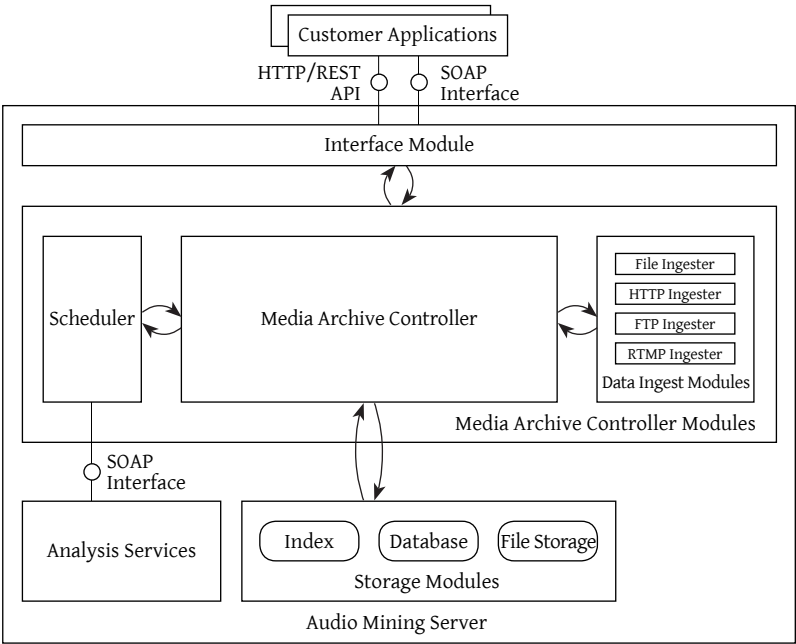 Customer Applications
HTTP/REST
API
SOAP
Interface
Interface Module
Scheduler
Media Archive Controller
File Ingester
HTTP Ingester
FTP Ingester
RTMP Ingester
Data Ingest Modules
Media Archive Controller Modules
SOAP
Interface
Analysis Services
Index
Database
File Storage
Storage Modules
Audio Mining Server